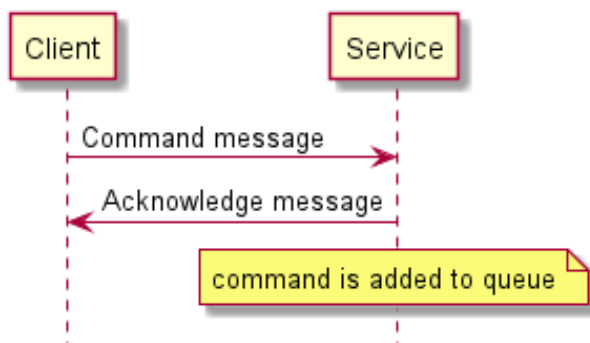 Client
Service
Command message
Acknowledge message
command is added to queue